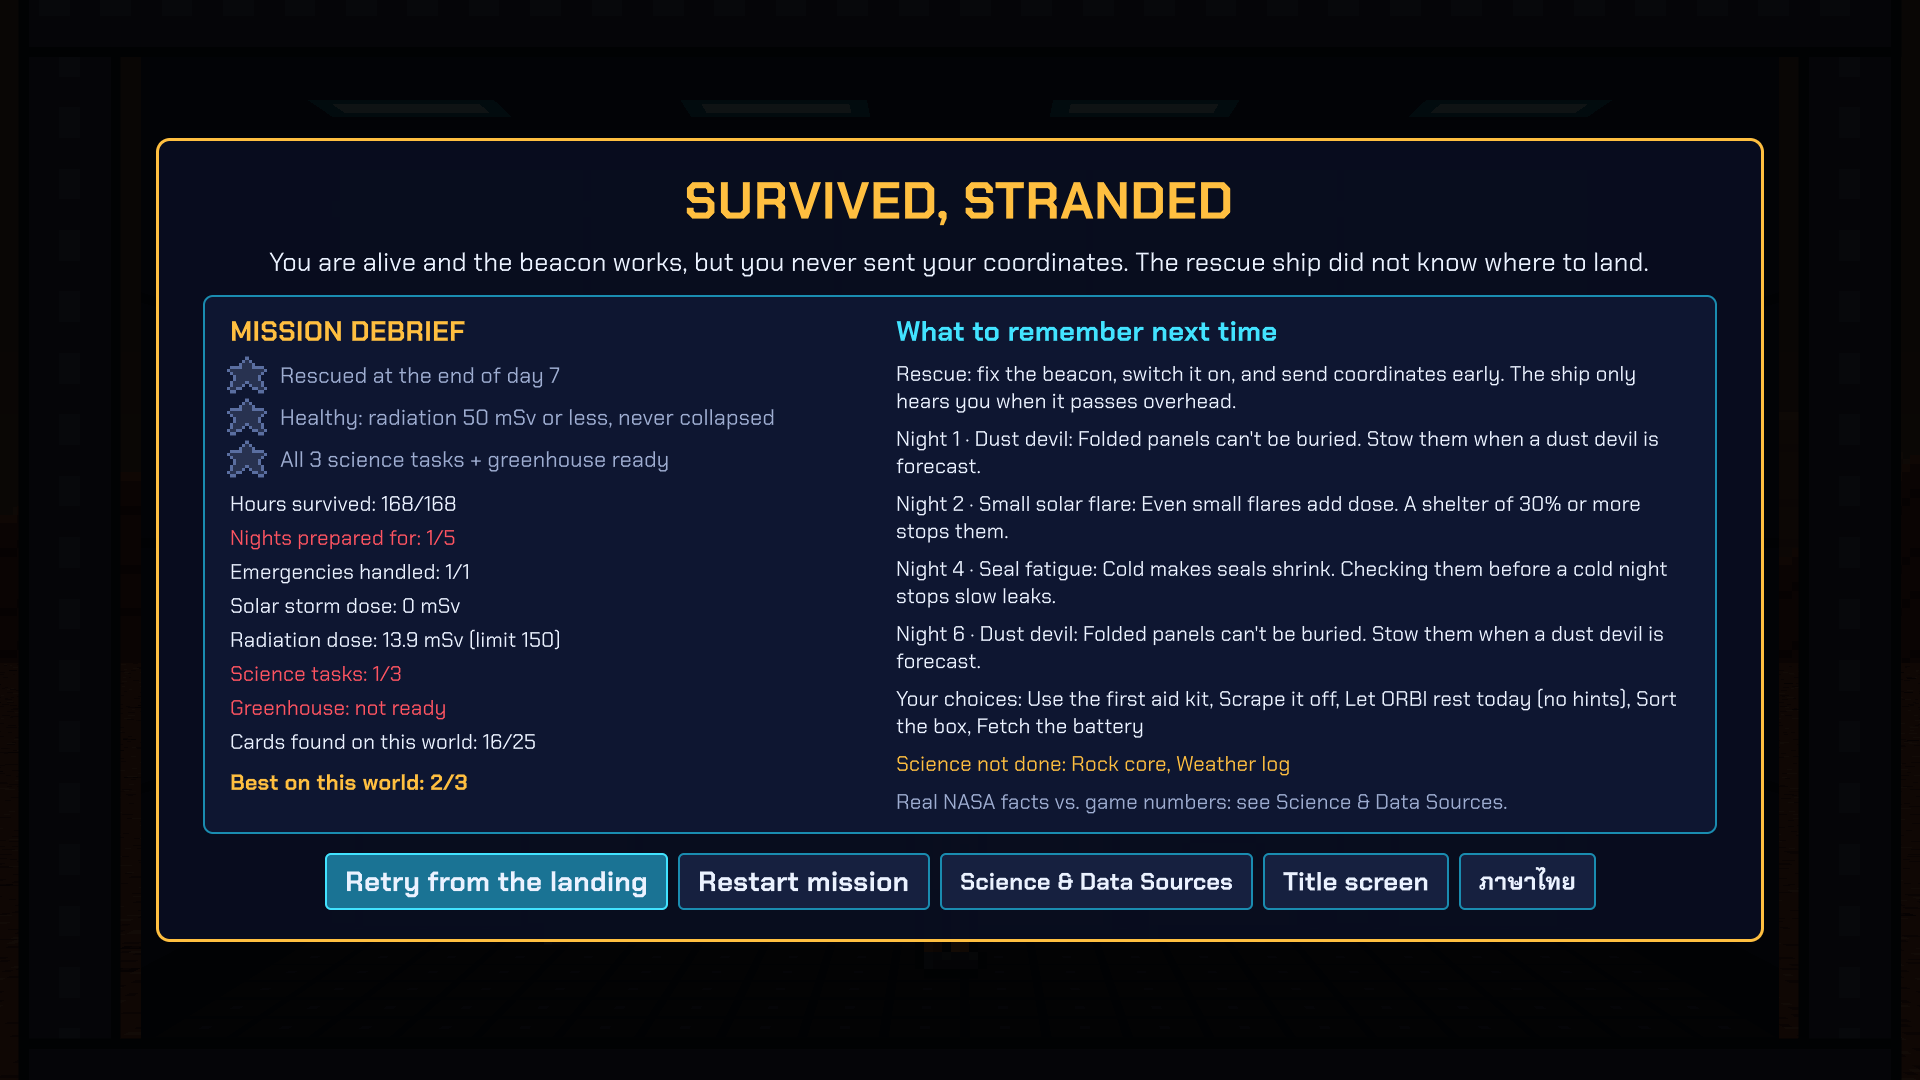 SURVIVED, STRANDED
You are alive and the beacon works, but you never sent your coordinates. The rescue ship did not know where to land.
MISSION DEBRIEF
Rescued at the end of day 7
Healthy: radiation 50 mSv or less, never collapsed
All 3 science tasks + greenhouse ready
Hours survived: 168/168
Nights prepared for: 1/5
Emergencies handled: 1/1
Solar storm dose: 0 mSv
Radiation dose: 13.9 mSv (limit 150)
Science tasks: 1/3
Greenhouse: not ready
Cards found on this world: 16/25
Best on this world: 2/3
What to remember next time
Rescue: fix the beacon, switch it on, and send coordinates early. The ship only
hears you when it passes overhead.
Night 1 · Dust devil: Folded panels can't be buried. Stow them when a dust devil is
forecast.
Night 2 · Small solar flare: Even small flares add dose. A shelter of 30% or more
stops them.
Night 4 · Seal fatigue: Cold makes seals shrink. Checking them before a cold night
stops slow leaks.
Night 6 · Dust devil: Folded panels can't be buried. Stow them when a dust devil is
forecast.
Your choices: Use the first aid kit, Scrape it off, Let ORBI rest today (no hints), Sort
the box, Fetch the battery
Science not done: Rock core, Weather log
Real NASA facts vs. game numbers: see Science & Data Sources.
Retry from the landing
Restart mission
Science & Data Sources
Title screen
ภาษาไทย